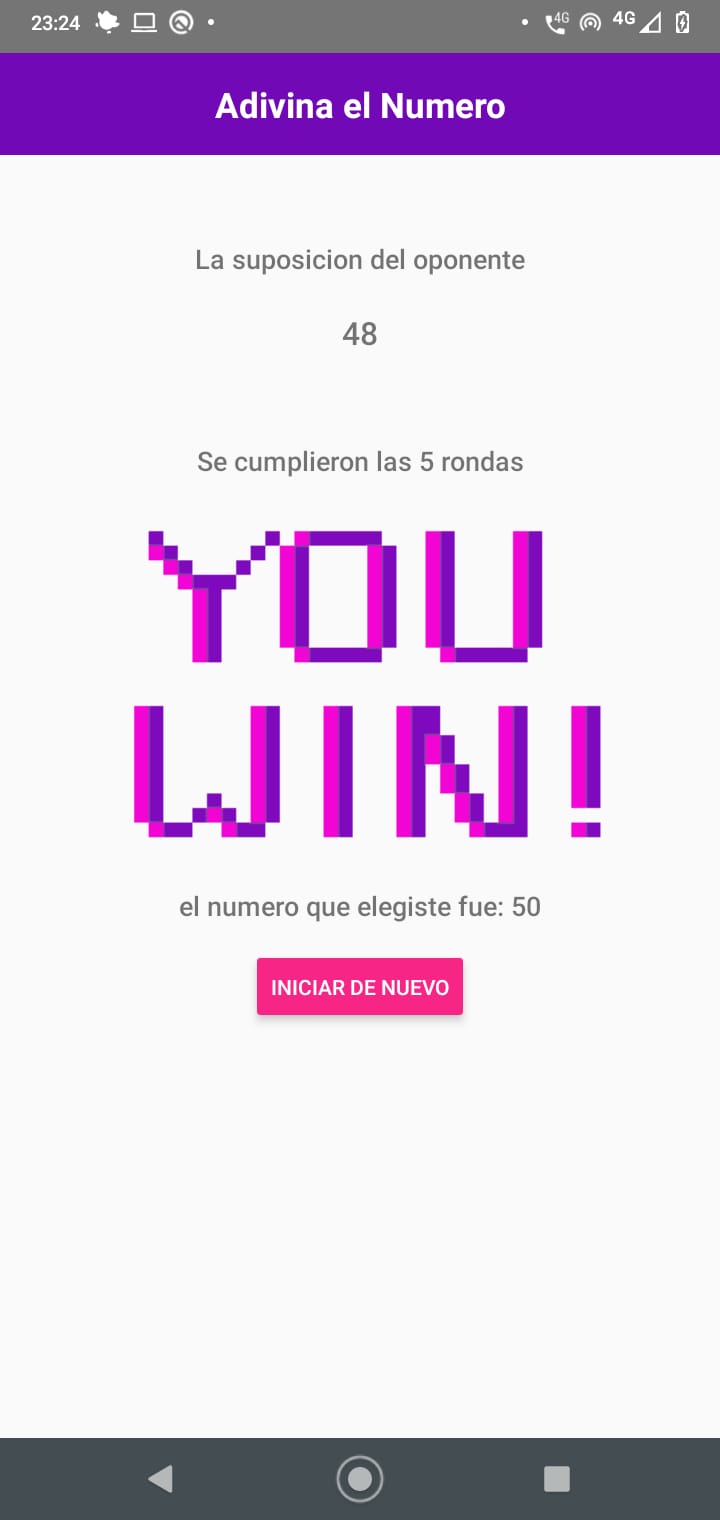 23:24 4G 4G
Adivina el Numero
La suposicion del oponente
48
Se cumplieron las 5 rondas
YOU
WIN!
el numero que elegiste fue: 50
INICIAR DE NUEVO